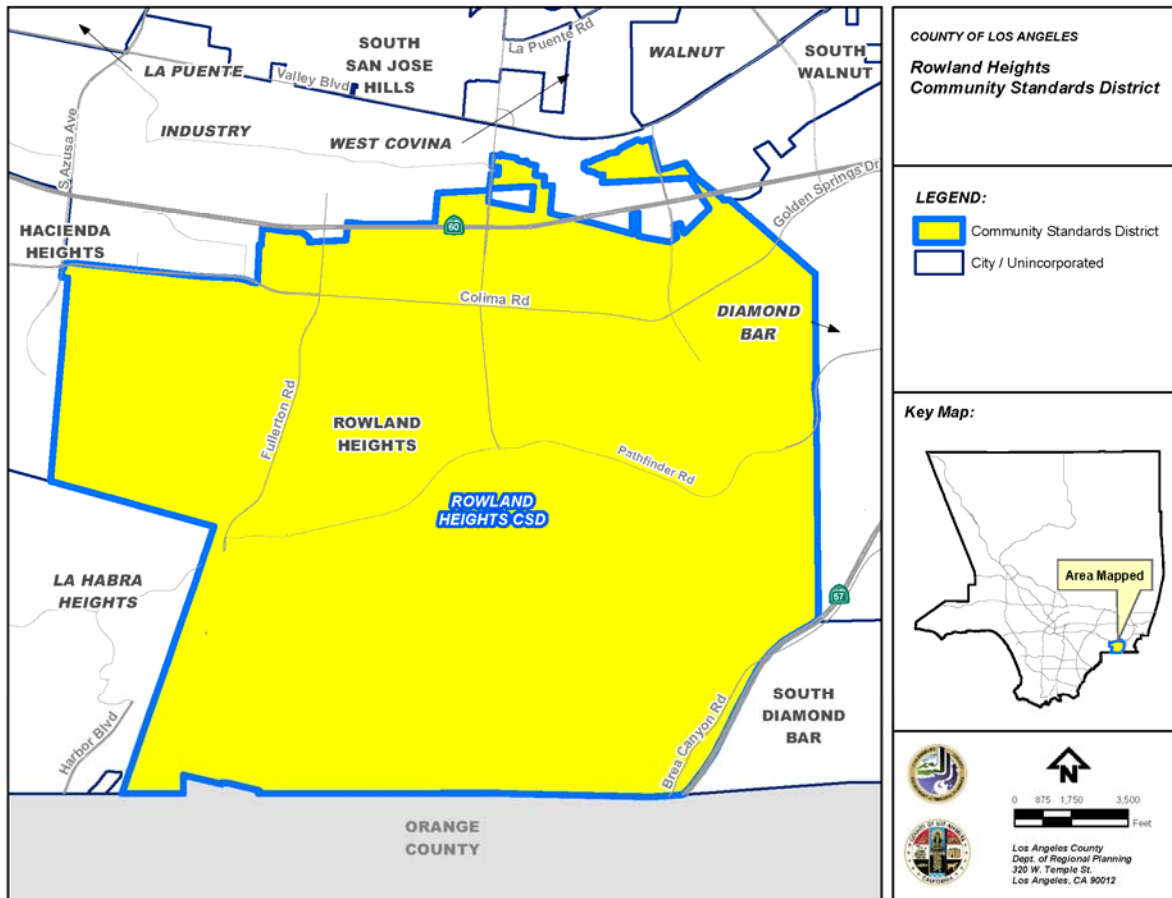 SOUTH
SAN JOSE
HILLS
La Puente Rd
WALNUT
SOUTH
WALNUT
LA PUENTE
Valley Blvd
INDUSTRY
WEST COVINA
S Azusa Ave
Golden Springs Dr
HACIENDA
HEIGHTS
60
Colima Rd
DIAMOND
BAR
Fullerton Rd
ROWLAND
HEIGHTS
Pathfinder Rd
ROWLAND
HEIGHTS CSD
LA HABRA
HEIGHTS
57
SOUTH
DIAMOND
BAR
Brea Canyon Rd
Harbor Blvd
ORANGE
COUNTY
COUNTY OF LOS ANGELES
Rowland Heights
Community Standards District
LEGEND:
Community Standards District
City / Unincorporated
Key Map:
Area Mapped
N
0 875 1,750 3,500
Feet
Los Angeles County
Dept. of Regional Planning
320 W. Temple St.
Los Angeles, CA 90012